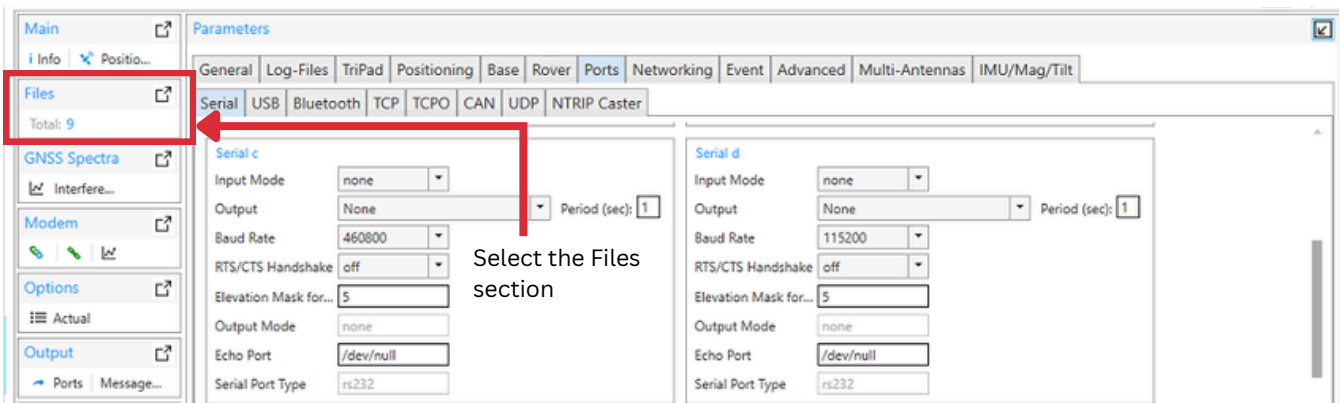 Main
i Info Positio...
Files
Total: 9
GNSS Spectra
Interfere...
Modem
Options
Actual
Output
Ports Message...
Parameters
General Log-Files TriPad Positioning Base Rover Ports Networking Event Advanced Multi-Antennas IMU/Mag/Tilt
Serial USB Bluetooth TCP TCPO CAN UDP NTRIP Caster
Serial c
Input Mode none
Output None Period (sec): 1
Baud Rate 460800
RTS/CTS Handshake off
Elevation Mask for... 5
Output Mode none
Echo Port /dev/null
Serial Port Type rs232
Select the Files
section
Serial d
Input Mode none
Output None Period (sec): 1
Baud Rate 115200
RTS/CTS Handshake off
Elevation Mask for... 5
Output Mode none
Echo Port /dev/null
Serial Port Type rs232